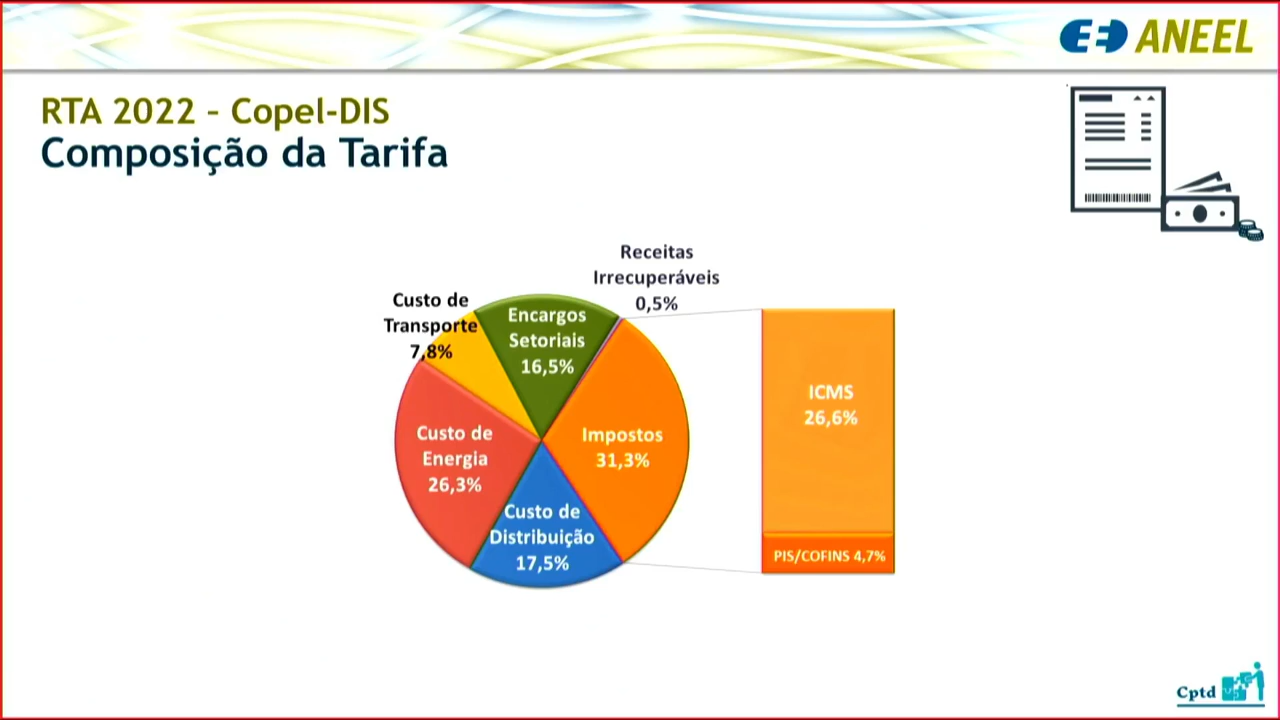 ANEEL
RTA 2022 – Copel-DIS
Composição da Tarifa
Receitas
Irrecuperáveis
0,5%
Custo de
Transporte
7,8%
Encargos
Setoriais
16,5%
ICMS
26,6%
Custo de
Energia
26,3%
Impostos
31,3%
Custo de
Distribuição
17,5%
PIS/COFINS 4,7%
Cptd